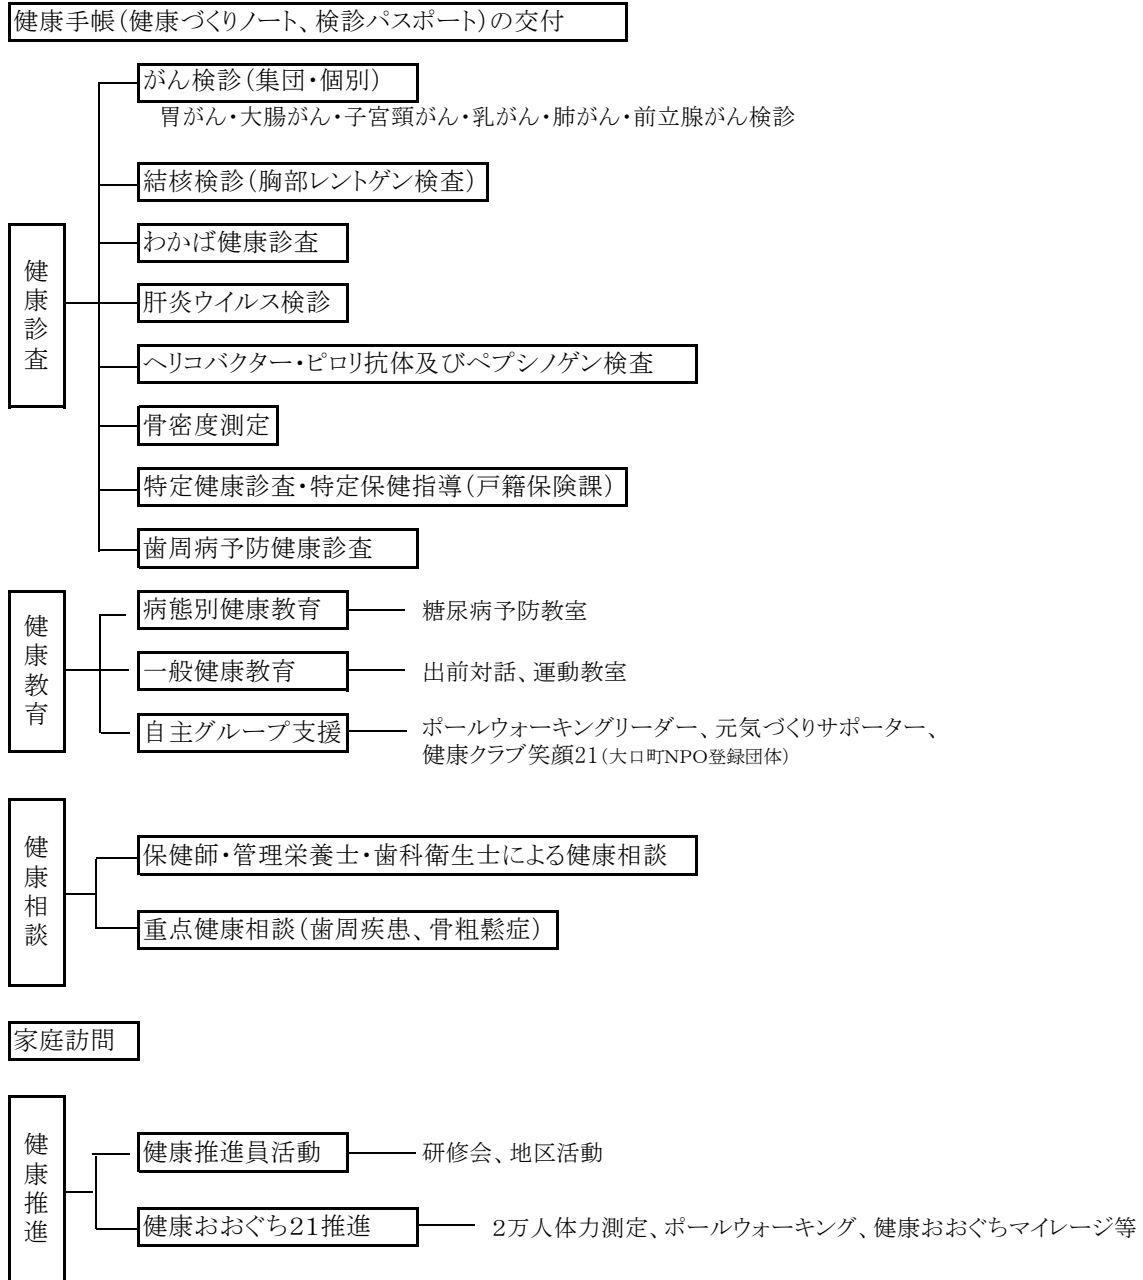 健康手帳(健康づくりノート、検診パスポート)の交付
がん検診(集団・個別)
胃がん・大腸がん・子宮頸がん・乳がん・肺がん・前立腺がん検診
結核検診(胸部レントゲン検査)
わかば健康診査
健康診査
肝炎ウイルス検診
ヘリコバクター・ピロリ抗体及びペプシノゲン検査
骨密度測定
特定健康診査・特定保健指導(戸籍保険課)
歯周病予防健康診査
健康教育
病態別健康教育
糖尿病予防教室
一般健康教育
出前対話、運動教室
自主グループ支援
ポールウォーキングリーダー、元気づくりサポーター、
健康クラブ笑顔21(大口町NPO登録団体)
健康相談
保健師・管理栄養士・歯科衛生士による健康相談
重点健康相談(歯周疾患、骨粗鬆症)
家庭訪問
健康推進
健康推進員活動
研修会、地区活動
健康おおぐち21推進
2万人体力測定、ポールウォーキング、健康おおぐちマイレージ等